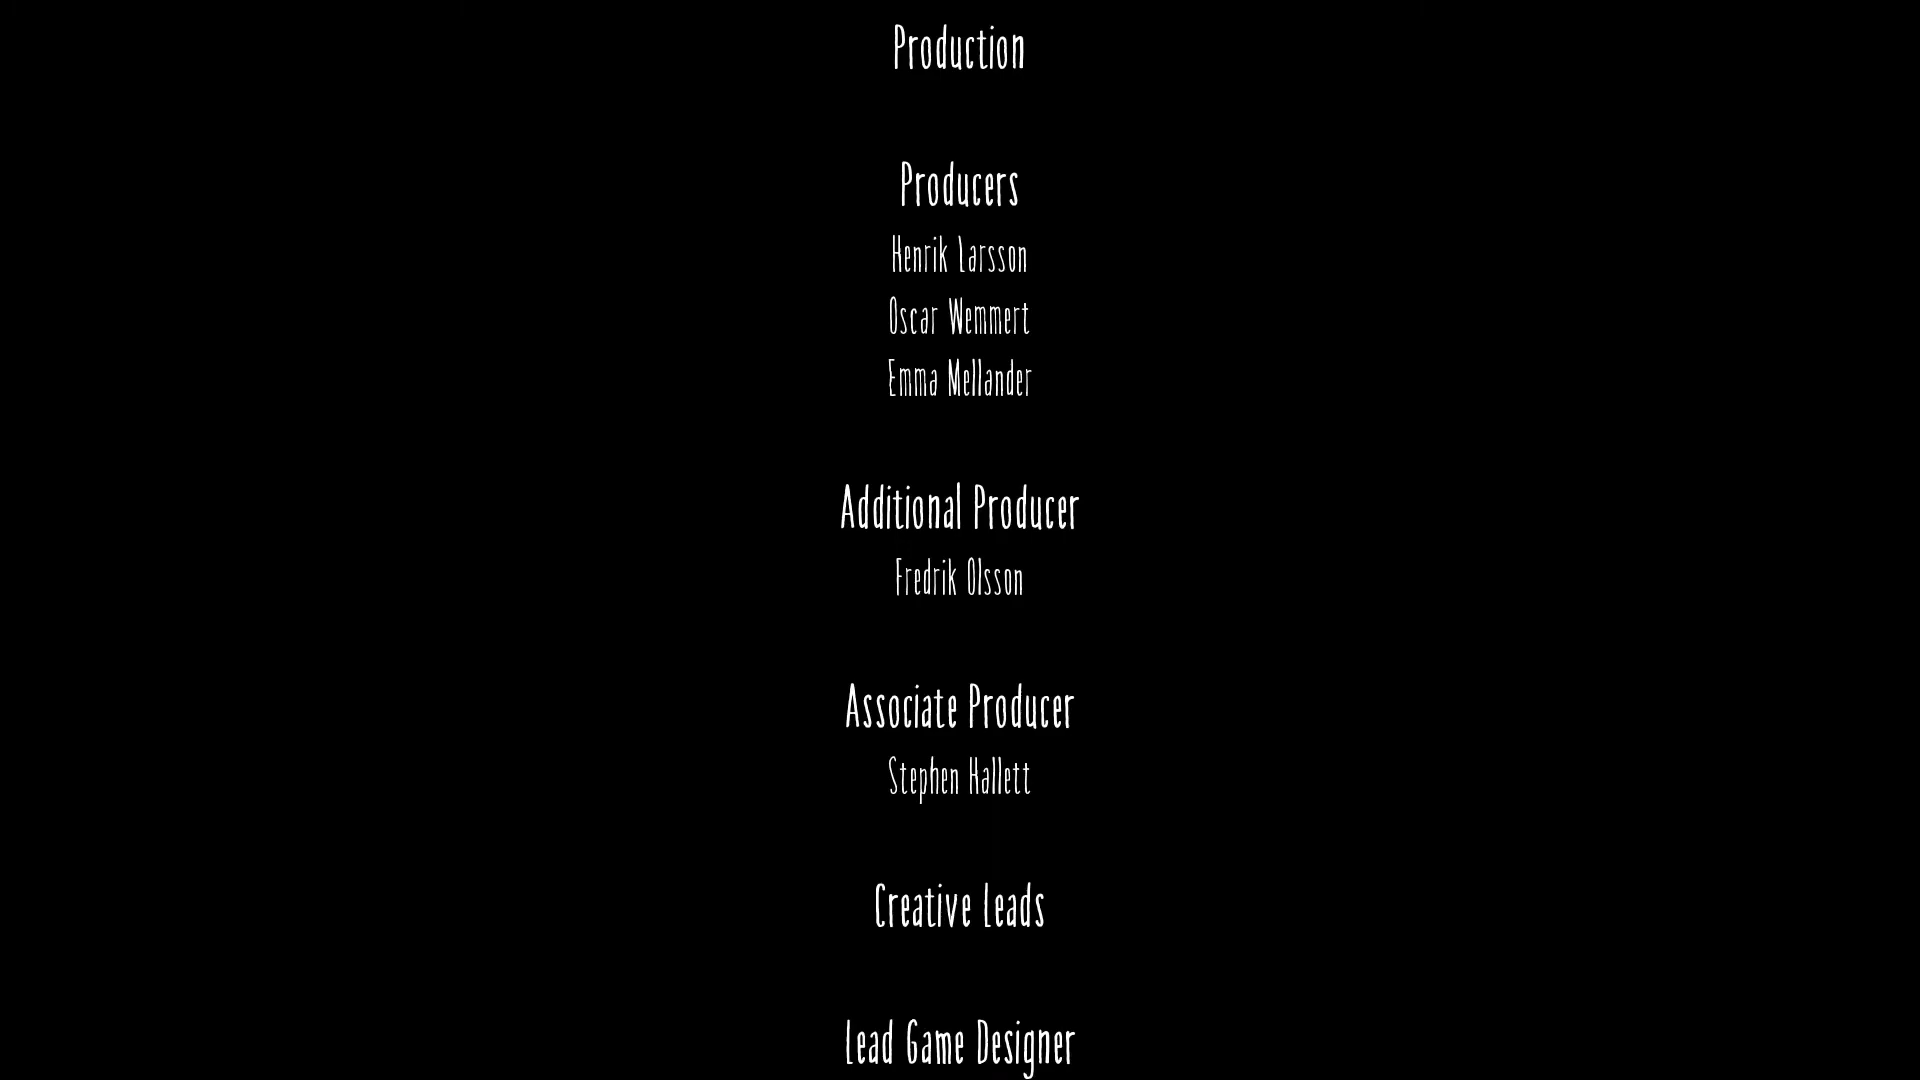 Production
Producers
Henrik Larsson
Oscar Wemmert
Emma Mellander
Additional Producer
Fredrik Olsson
Associate Producer
Stephen Hallett
Creative Leads
Lead Game Designer